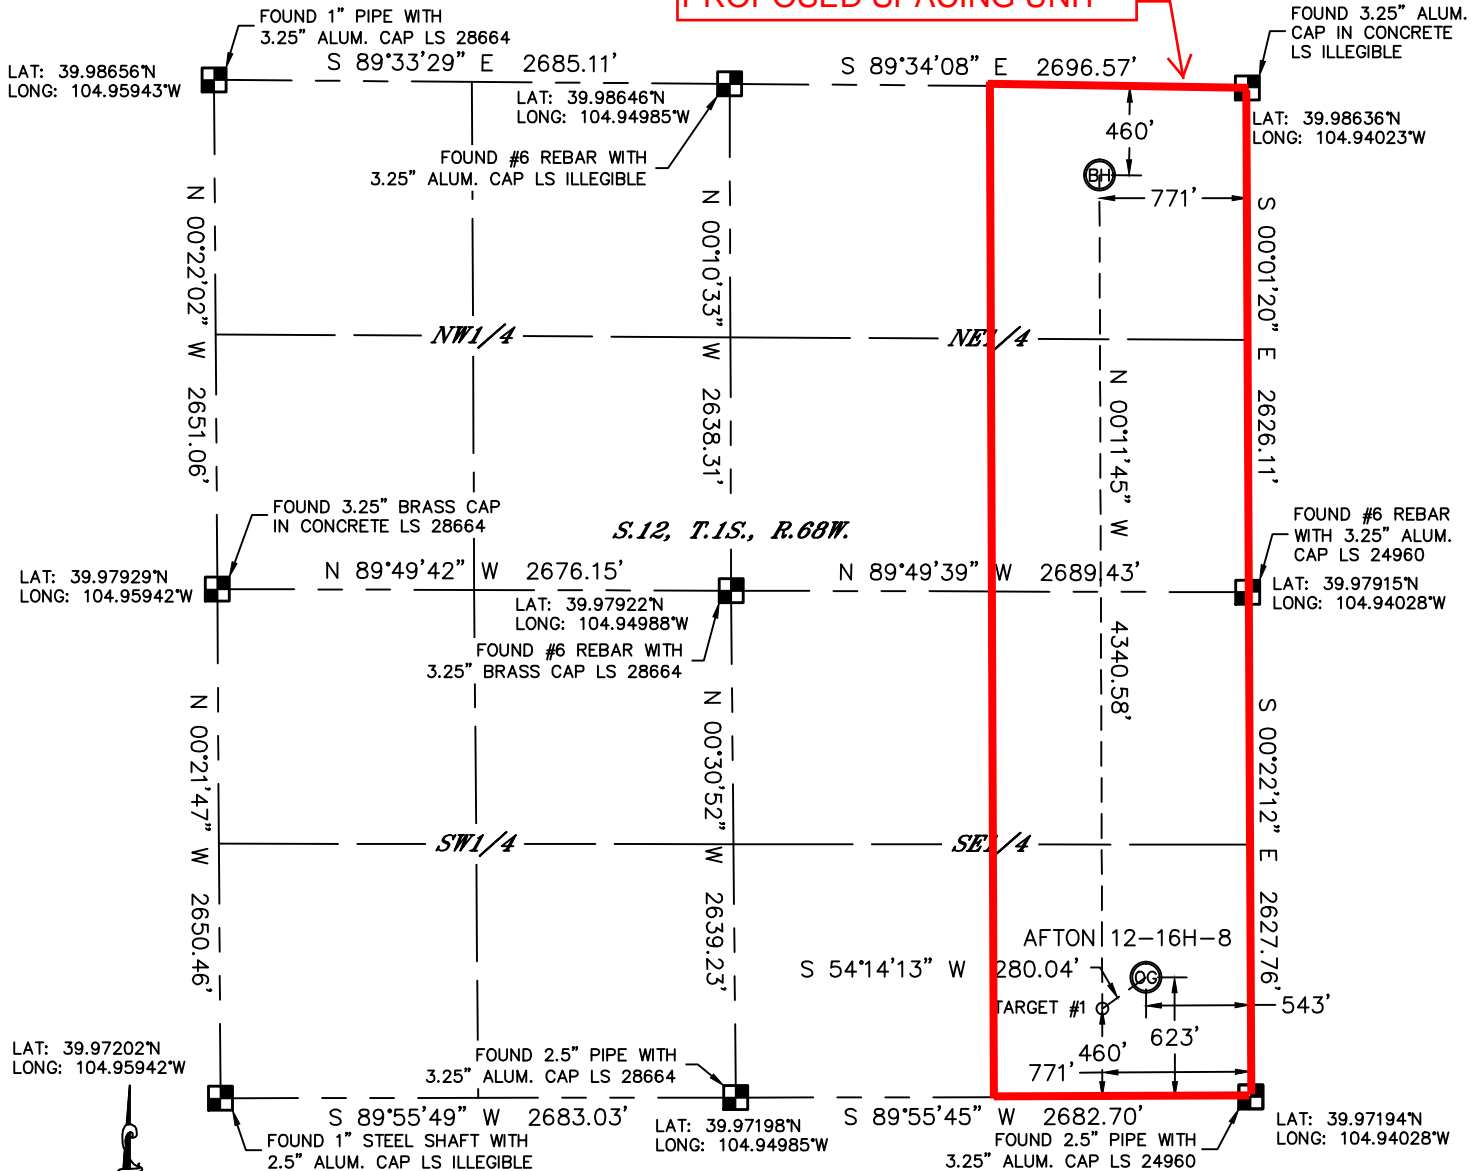 PROPOSED SPACING UNIT
FOUND 1" PIPE WITH
3.25" ALUM. CAP LS 28664
FOUND 3.25" ALUM.
CAP IN CONCRETE
LS ILLEGIBLE
S 89°33'29" E 2685.11'
S 89°34'08" E 2696.57'
LAT: 39.98656°N
LONG: 104.95943°W
LAT: 39.98646°N
LONG: 104.94985°W
LAT: 39.98636°N
LONG: 104.94023°W
FOUND #6 REBAR WITH
3.25" ALUM. CAP LS ILLEGIBLE
460'
BH
771'
N 00°22'02" W 2651.06'
N 00°10'33" W 2638.31'
S 00°01'20" E 2626.11'
NW1/4
NE1/4
N 00°11'45" W 4340.58'
FOUND 3.25" BRASS CAP
IN CONCRETE LS 28664
S.12, T.1S., R.68W.
FOUND #6 REBAR
WITH 3.25" ALUM.
CAP LS 24960
N 89°49'42" W 2676.15'
N 89°49'39" W 2689.43'
LAT: 39.97929°N
LONG: 104.95942°W
LAT: 39.97922°N
LONG: 104.94988°W
LAT: 39.97915°N
LONG: 104.94028°W
FOUND #6 REBAR WITH
3.25" BRASS CAP LS 28664
N 00°21'47" W 2650.46'
N 00°30'52" W 2639.23'
S 00°22'12" E 2627.76'
SW1/4
SE1/4
AFTON 12-16H-8
S 54°14'13" W 280.04'
OG
TARGET #1
543'
623'
460'
771'
LAT: 39.97202°N
LONG: 104.95942°W
FOUND 2.5" PIPE WITH
3.25" ALUM. CAP LS 28664
S 89°55'49" W 2683.03'
S 89°55'45" W 2682.70'
FOUND 1" STEEL SHAFT WITH
2.5" ALUM. CAP LS ILLEGIBLE
LAT: 39.97198°N
LONG: 104.94985°W
FOUND 2.5" PIPE WITH
3.25" ALUM. CAP LS 24960
LAT: 39.97194°N
LONG: 104.94028°W